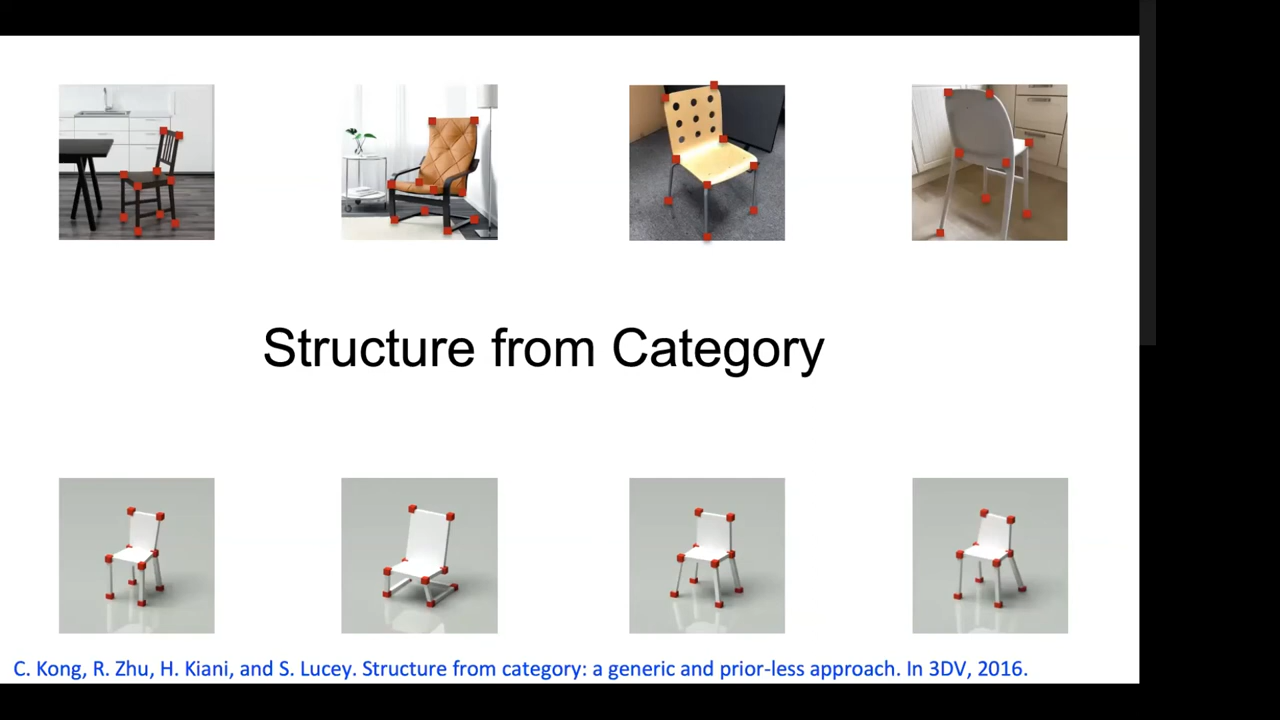 Structure from Category
C. Kong, R. Zhu, H. Kiani, and S. Lucey. Structure from category: a generic and prior-less approach. In 3DV, 2016.